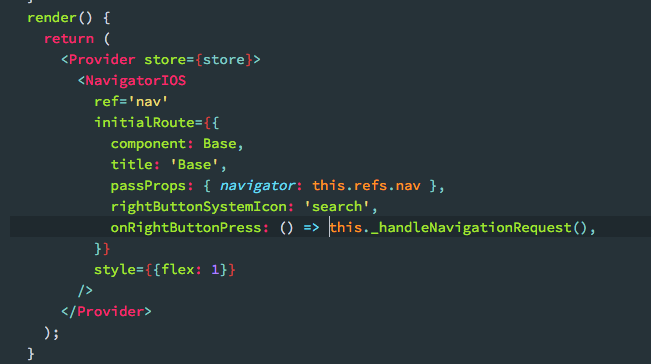 render() {
return (
<Provider store={store}>
<NavigatorIOS
ref='nav'
initialRoute={{
component: Base,
title: 'Base',
passProps: { navigator: this.refs.nav },
rightButtonSystemIcon: 'search',
onRightButtonPress: () => this._handleNavigationRequest(),
}}
style={{flex: 1}}
/>
</Provider>
);
}